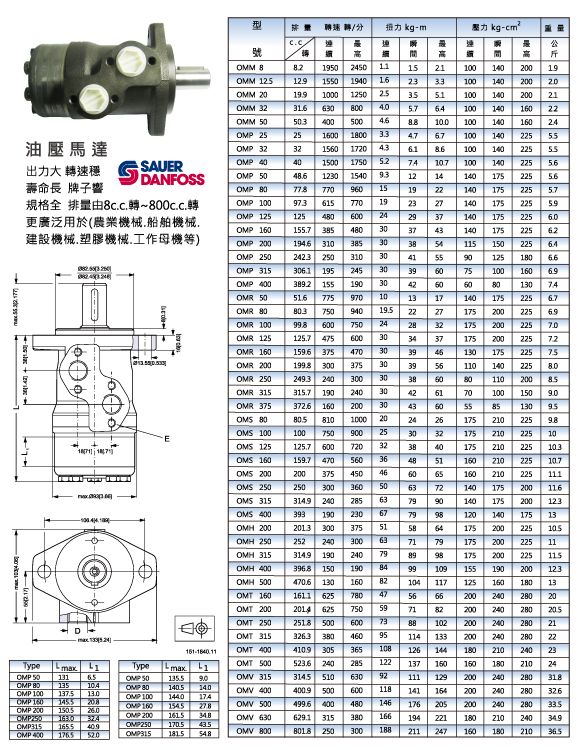 油壓馬達
出力大 轉速穩
壽命長 牌子響
規格全 排量由8c.c.轉~800c.c.轉
更廣泛用於(農業機械.船舶機械.
建設機械.塑膠機械.工作母機等)
SAUER
DANFOSS
型號 排量 轉速 轉/分 扭力 kg-m 壓力 kg-cm2 重量
c.c/轉 連續 最高 連續 瞬間 最高 連續 瞬間 最高 公斤
OMM 8 8.2 1950 2450 1.1 1.5 2.1 100 140 200 1.9
OMM 12.5 12.9 1550 1940 1.6 2.3 3.3 100 140 200 2.0
OMM 20 19.9 1000 1250 2.5 3.5 5.1 100 140 200 2.1
OMM 32 31.6 630 800 4.0 5.7 6.4 100 140 160 2.2
OMM 50 50.3 400 500 4.6 8.8 10.0 100 140 160 2.4
OMP 25 25 1600 1800 3.3 4.7 6.7 100 140 225 5.5
OMP 32 32 1560 1720 4.3 6.1 8.6 100 140 225 5.5
OMP 40 40 1500 1750 5.2 7.4 10.7 100 140 225 5.6
OMP 50 48.6 1230 1540 9.3 12 14 140 175 225 5.6
OMP 80 77.8 770 960 15 19 22 140 175 225 5.7
OMP 100 97.3 615 770 19 23 27 140 175 225 5.9
OMP 125 125 480 600 24 29 37 140 175 225 6.0
OMP 160 155.7 385 480 30 37 43 140 175 225 6.2
OMP 200 194.6 310 385 30 38 54 115 150 225 6.4
OMP 250 242.3 250 310 30 41 55 90 125 180 6.6
OMP 315 306.1 195 245 30 39 60 75 100 160 6.9
OMP 400 389.2 155 190 30 42 60 60 80 130 7.4
OMR 50 51.6 775 970 10 13 17 140 175 225 6.7
OMR 80 80.3 750 940 19.5 22 27 175 200 225 6.9
OMR 100 99.8 600 750 24 28 32 175 200 225 7.0
OMR 125 125.7 475 600 30 34 37 175 200 225 7.2
OMR 160 159.6 375 470 30 39 46 130 175 225 7.5
OMR 200 199.8 300 375 30 39 56 110 140 225 8.0
OMR 250 249.3 240 300 30 38 60 80 110 200 8.5
OMR 315 315.7 190 240 30 42 61 70 100 150 9.0
OMR 375 372.6 160 200 30 43 60 55 85 130 9.5
OMS 80 80.5 810 1000 20 24 26 175 210 225 9.8
OMS 100 100 750 900 25 30 32 175 210 225 10
OMS 125 125.7 600 720 32 38 40 175 210 225 10.3
OMS 160 159.7 470 560 36 48 51 160 210 225 10.7
OMS 200 200 375 450 46 60 65 160 210 225 11.1
OMS 250 250 300 360 50 63 72 140 175 200 11.6
OMS 315 314.9 240 285 63 79 90 140 175 200 12.3
OMS 400 393 190 230 67 79 98 120 140 175 13
OMH 200 201.3 300 375 51 58 64 175 200 225 10.5
OMH 250 252 240 300 63 71 79 175 200 225 11
OMH 315 314.9 190 240 79 89 98 175 200 225 11.5
OMH 400 396.8 150 190 84 99 109 155 190 200 12.3
OMH 500 470.6 130 160 82 104 117 125 160 180 13
OMT 160 161.1 625 780 47 56 66 200 240 280 20
OMT 200 201.4 625 750 59 71 82 200 240 280 20.5
OMT 250 251.8 500 600 73 88 102 200 240 280 21
OMT 315 326.3 380 460 95 114 133 200 240 280 22
OMT 400 410.9 305 365 108 126 144 180 210 240 23
OMT 500 523.6 240 285 122 137 160 160 180 210 24
OMV 315 314.5 510 630 92 111 129 200 240 280 31.8
OMV 400 400.9 500 600 118 141 164 200 240 280 32.6
OMV 500 499.6 400 480 146 176 205 200 240 280 33.5
OMV 630 629.1 315 380 166 194 221 180 210 240 34.9
OMV 800 801.8 250 300 188 211 247 160 180 210 36.5
Ø82.55[3.250]
Ø82.45[3.246]
max.55.3[2.177]
8[0.31]
16[0.63]
Ø13.55[0.533]
38[1.50]
36[1.42]
L
L1
E
18[.71] 18[.71]
max.Ø93[3.66]
106.4[4.189]
max.103[4.06]
55[2.17]
D
max.133[5.24]
151-1640.11
Type L max. L1
OMP 50 131 6.5
OMP 80 135 10.4
OMP 100 137.5 13.0
OMP 160 145.5 20.8
OMP 200 150.5 26.0
OMP250 163.0 32.4
OMP315 165.5 40.9
OMP 400 176.5 52.0
Type L max. L1
OMP 50 135.5 9.0
OMP 80 140.5 14.0
OMP 100 144.0 17.4
OMP 160 154.5 27.8
OMP 200 161.5 34.8
OMP250 170.5 43.5
OMP315 181.5 54.8